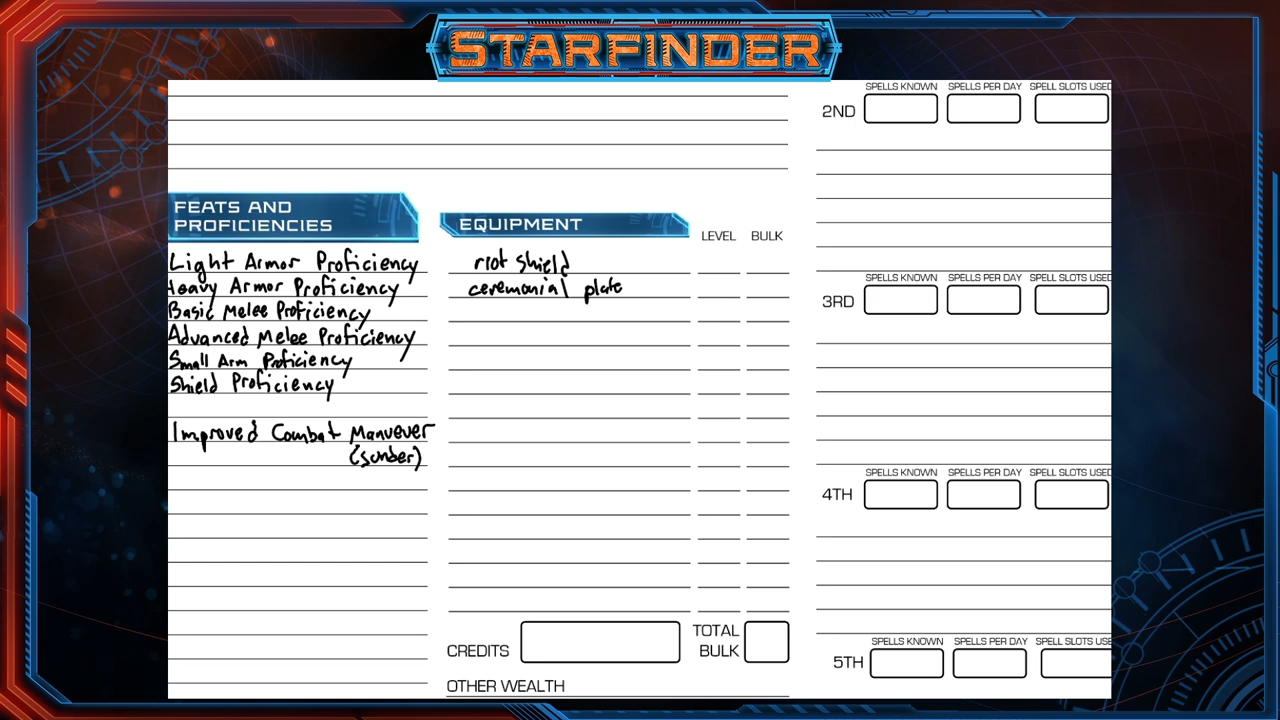 STARFINDER
SPELLS KNOWN SPELLS PER DAY SPELL SLOTS USED
2ND
FEATS AND
PROFICIENCIES
Light Armor Proficiency
Heavy Armor Proficiency
Basic Melee Proficiency
Advanced Melee Proficiency
Small Arm Proficiency
Shield Proficiency
Improved Combat Manuever
(sunder)
EQUIPMENT
LEVEL BULK
riot shield
ceremonial plate
CREDITS
TOTAL
BULK
OTHER WEALTH
SPELLS KNOWN SPELLS PER DAY SPELL SLOTS USED
3RD
SPELLS KNOWN SPELLS PER DAY SPELL SLOTS USED
4TH
SPELLS KNOWN SPELLS PER DAY SPELL SLOTS USE
5TH